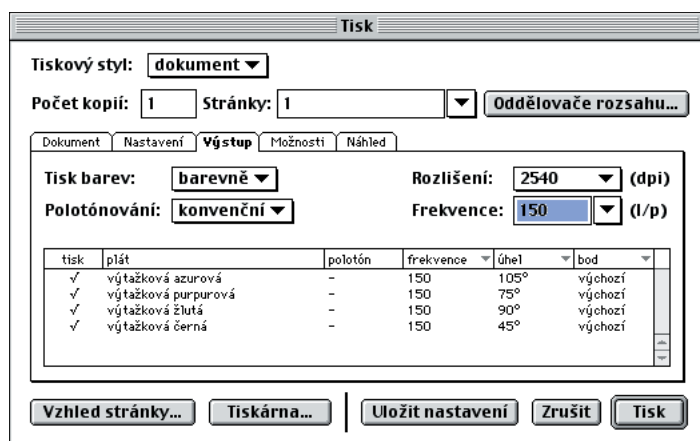 Tisk
Tiskový styl: dokument
Počet kopií: 1 Stránky: 1 Oddělovače rozsahu...
Dokument Nastavení Výstup Možnosti Náhled
Tisk barev: barevně Rozlišení: 2540 (dpi)
Polotónování: konvenční Frekvence: 150 (l/p)
tisk plát polotón frekvence úhel bod
√ výtažková azurová – 150 105° výchozí
√ výtažková purpurová – 150 75° výchozí
√ výtažková žlutá – 150 90° výchozí
√ výtažková černá – 150 45° výchozí
Vzhled stránky... Tiskárna... Uložit nastavení Zrušit Tisk